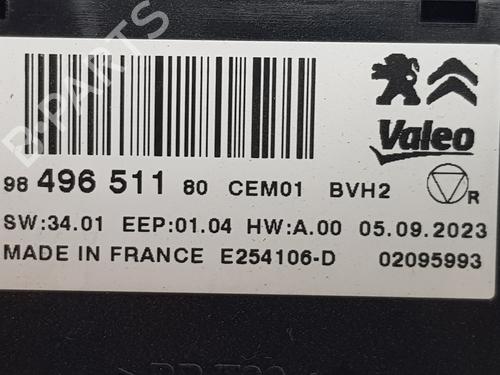 Valeo
98 496 511 80 CEM01 BVH2
R
SW:34.01 EEP:01.04 HW:A.00 05.09.2023
MADE IN FRANCE E254106-D 02095993
B-PARTS